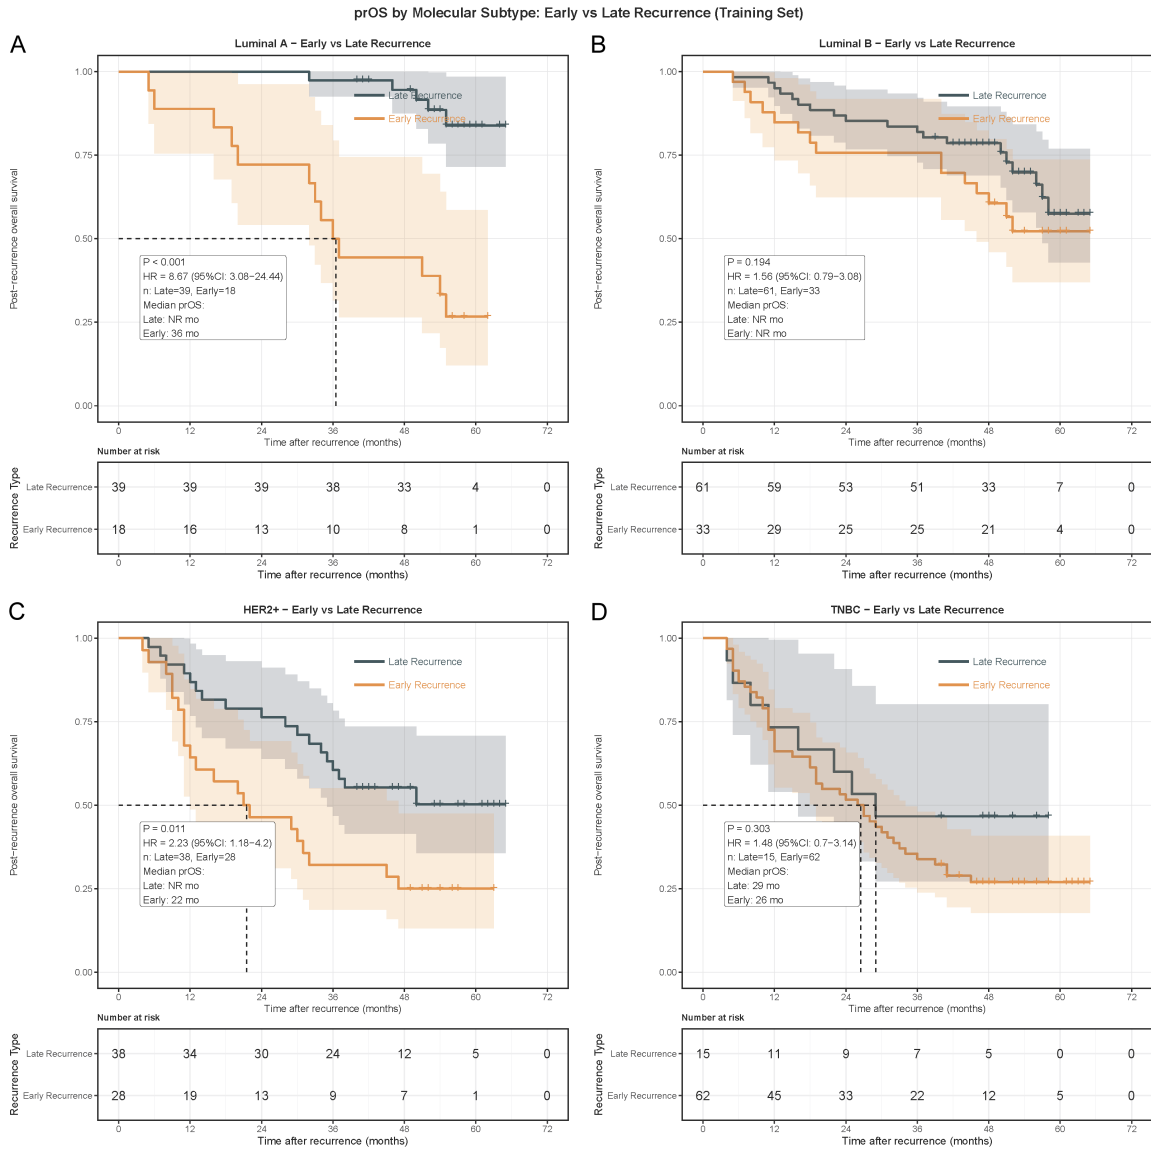 prOS by Molecular Subtype: Early vs Late Recurrence (Training Set)
A
Luminal A − Early vs Late Recurrence
Post−recurrence overall survival
1.00
0.75
0.50
0.25
0.00
Late Recurrence
Early Recurrence
P < 0.001
HR = 8.67 (95%CI: 3.08−24.44)
n: Late=39, Early=18
Median prOS:
Late: NR mo
Early: 36 mo
0 12 24 36 48 60 72
Time after recurrence (months)
Number at risk
Recurrence Type
Late Recurrence 39 39 39 38 33 4 0
Early Recurrence 18 16 13 10 8 1 0
0 12 24 36 48 60 72
Time after recurrence (months)
B
Luminal B − Early vs Late Recurrence
Post−recurrence overall survival
1.00
0.75
0.50
0.25
0.00
Late Recurrence
Early Recurrence
P = 0.194
HR = 1.56 (95%CI: 0.79−3.08)
n: Late=61, Early=33
Median prOS:
Late: NR mo
Early: NR mo
0 12 24 36 48 60 72
Time after recurrence (months)
Number at risk
Recurrence Type
Late Recurrence 61 59 53 51 33 7 0
Early Recurrence 33 29 25 25 21 4 0
0 12 24 36 48 60 72
Time after recurrence (months)
C
HER2+ − Early vs Late Recurrence
Post−recurrence overall survival
1.00
0.75
0.50
0.25
0.00
Late Recurrence
Early Recurrence
P = 0.011
HR = 2.23 (95%CI: 1.18−4.2)
n: Late=38, Early=28
Median prOS:
Late: NR mo
Early: 22 mo
0 12 24 36 48 60 72
Time after recurrence (months)
Number at risk
Recurrence Type
Late Recurrence 38 34 30 24 12 5 0
Early Recurrence 28 19 13 9 7 1 0
0 12 24 36 48 60 72
Time after recurrence (months)
D
TNBC − Early vs Late Recurrence
Post−recurrence overall survival
1.00
0.75
0.50
0.25
0.00
Late Recurrence
Early Recurrence
P = 0.303
HR = 1.48 (95%CI: 0.7−3.14)
n: Late=15, Early=62
Median prOS:
Late: 29 mo
Early: 26 mo
0 12 24 36 48 60 72
Time after recurrence (months)
Number at risk
Recurrence Type
Late Recurrence 15 11 9 7 5 0 0
Early Recurrence 62 45 33 22 12 5 0
0 12 24 36 48 60 72
Time after recurrence (months)